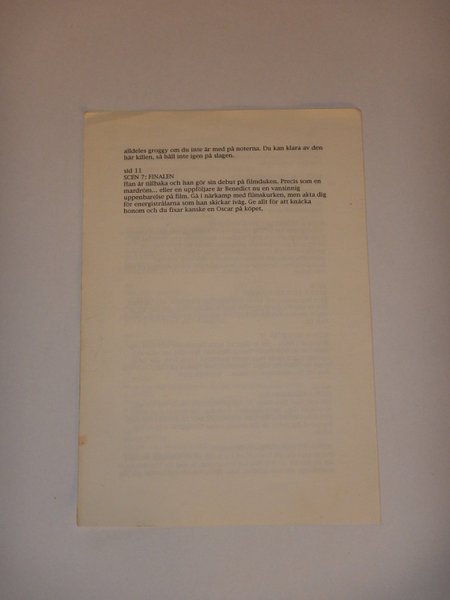 alldeles groggy om du inte är med på noterna. Du kan klara av den
här killen, så håll inte igen på slagen.
sid 11
SCEN 7: FINALEN
Han är tillbaka och han gör sin debut på filmduken. Precis som en
mardröm... eller en uppföljare är Benedict nu en vansinnig
uppenbarelse på film. Gå i närkamp med filmskurken, men akta dig
för energistrålarna som han skickar iväg. Ge allt för att knäcka
honom och du fixar kanske en Oscar på köpet.